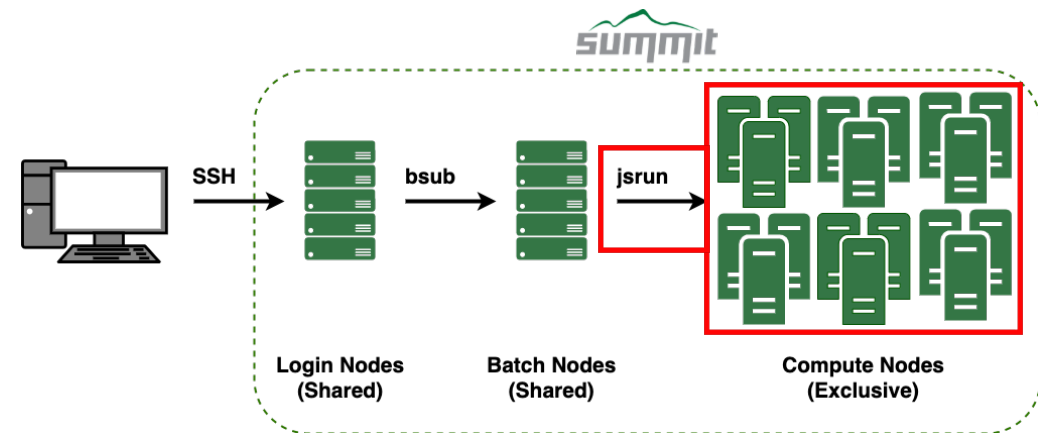 summit
SSH
bsub
jsrun
Login Nodes
(Shared)
Batch Nodes
(Shared)
Compute Nodes
(Exclusive)